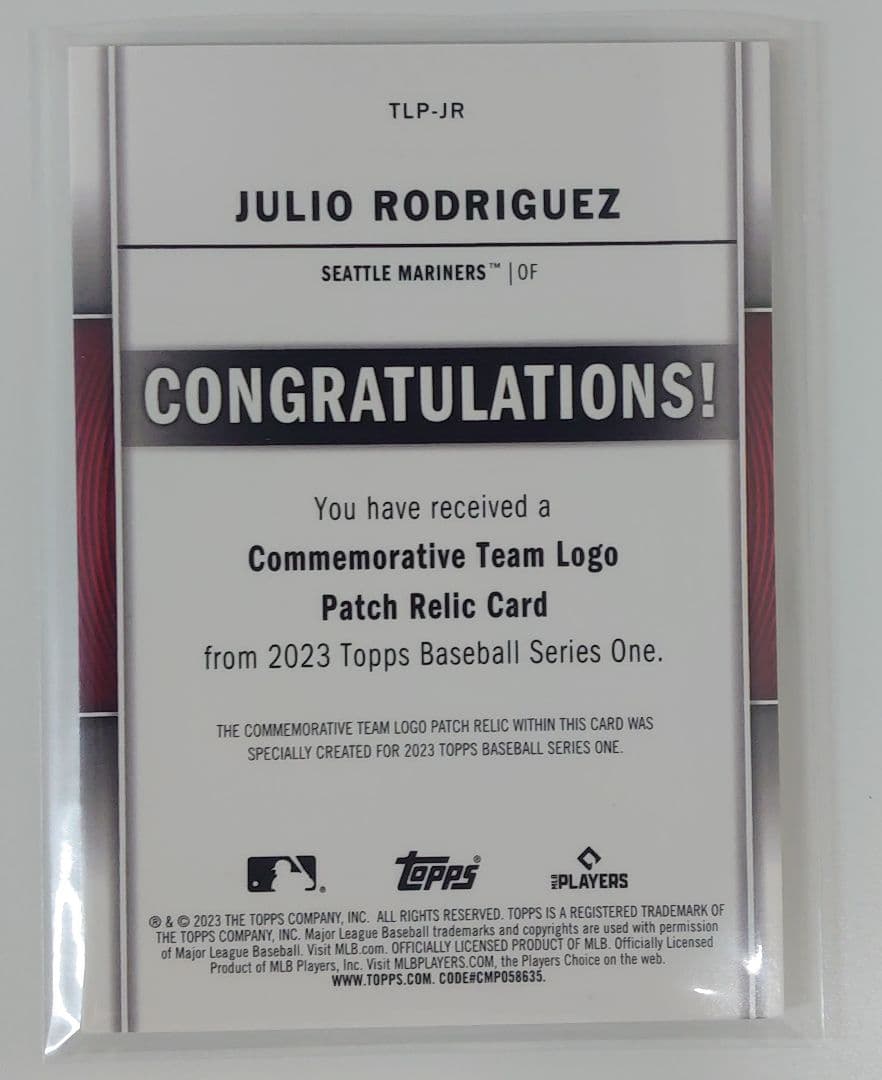 TLP-JR
JULIO RODRIGUEZ
SEATTLE MARINERS™ | OF
CONGRATULATIONS!
You have received a
Commemorative Team Logo
Patch Relic Card
from 2023 Topps Baseball Series One.
THE COMMEMORATIVE TEAM LOGO PATCH RELIC WITHIN THIS CARD WAS
SPECIALLY CREATED FOR 2023 TOPPS BASEBALL SERIES ONE.
® topps® MLB PLAYERS
® & © 2023 THE TOPPS COMPANY, INC. ALL RIGHTS RESERVED. TOPPS IS A REGISTERED TRADEMARK OF
THE TOPPS COMPANY, INC. Major League Baseball trademarks and copyrights are used with permission
of Major League Baseball. Visit MLB.com. OFFICIALLY LICENSED PRODUCT OF MLB. Officially Licensed
Product of MLB Players, Inc. Visit MLBPLAYERS.COM, the Players Choice on the web.
WWW.TOPPS.COM. CODE#CMP058635.